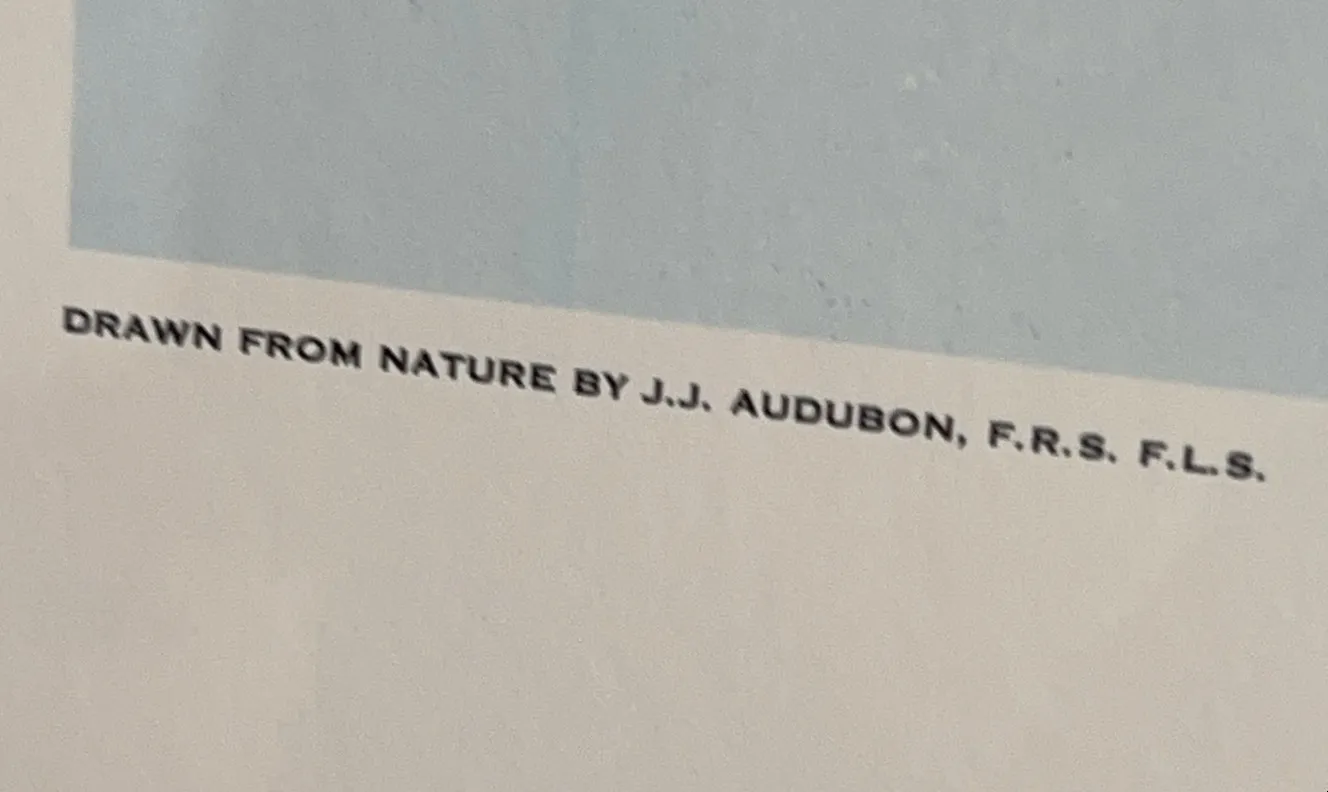 DRAWN FROM NATURE BY J.J. AUDUBON, F.R.S. F.L.S.